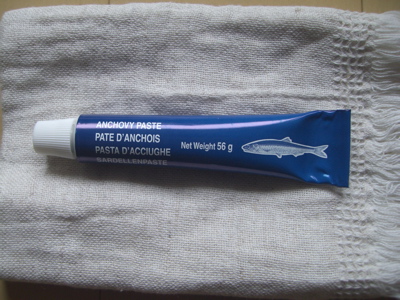 ANCHOVY PASTE
PATE D'ANCHOIS
PASTA D'ACCIUGHE
SARDELLENPASTE
Net Weight 56 g